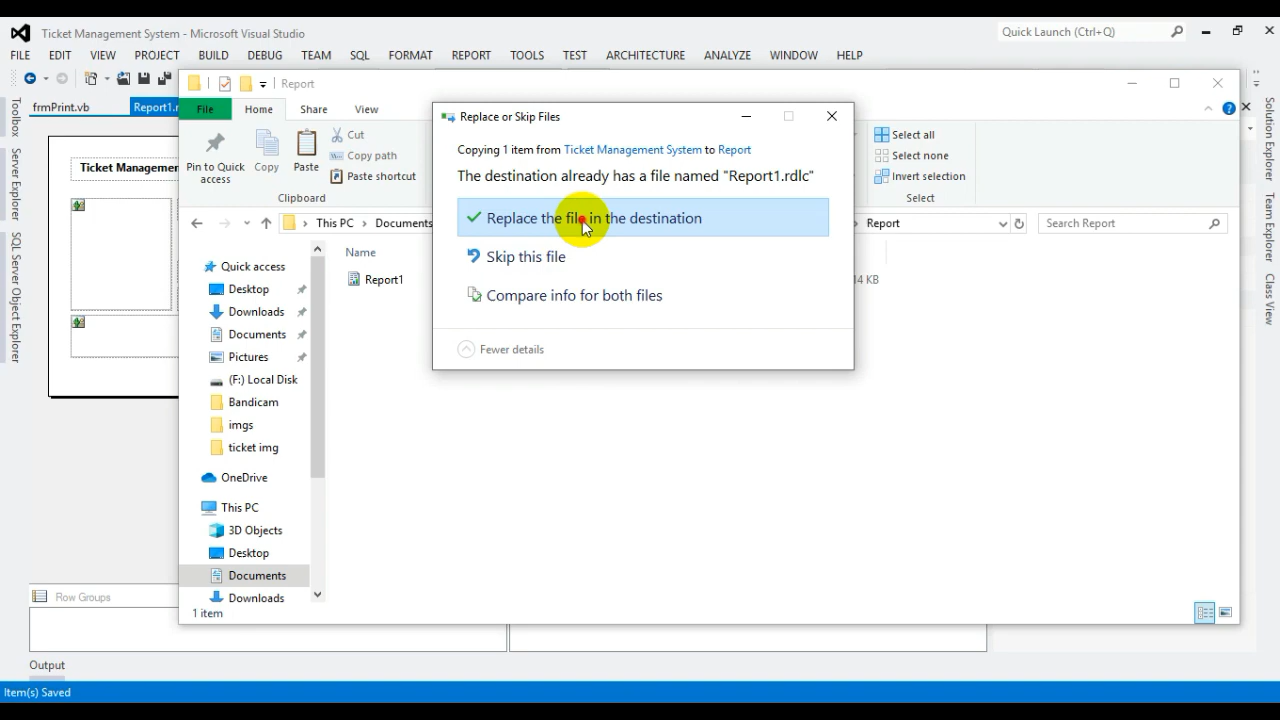 Ticket Management System - Microsoft Visual Studio
Quick Launch (Ctrl+Q)
FILE EDIT VIEW PROJECT BUILD DEBUG TEAM SQL FORMAT REPORT TOOLS TEST ARCHITECTURE ANALYZE WINDOW HELP
Report
frmPrint.vb
Report1.r
File Home Share View
Toolbox
Server Explorer
SQL Server Object Explorer
Solution Explorer
Team Explorer
Class View
Ticket Managemen
Pin to Quick
access
Copy
Paste
Cut
Copy path
Paste shortcut
Clipboard
Select all
Select none
Invert selection
Select
This PC
Documents
Report
Search Report
Name
Report1
14 KB
Quick access
Desktop
Downloads
Documents
Pictures
(F:) Local Disk
Bandicam
imgs
ticket img
OneDrive
This PC
3D Objects
Desktop
Documents
Downloads
1 item
Replace or Skip Files
Copying 1 item from Ticket Management System to Report
The destination already has a file named "Report1.rdlc"
Replace the file in the destination
Skip this file
Compare info for both files
Fewer details
Row Groups
Output
Item(s) Saved